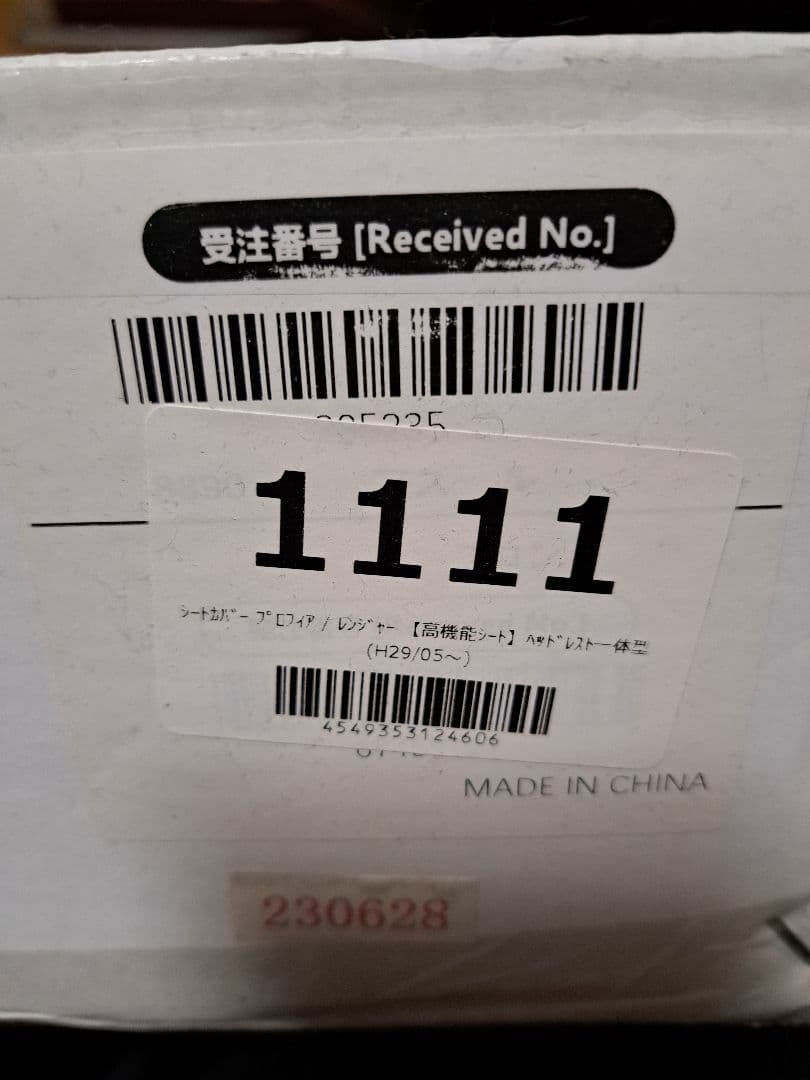 受注番号 [Received No.]
1111
シートカバー プロフィア / レンジャー 【高機能シート】 ヘッドレスト一体型
(H29/05～)
4549353124606
MADE IN CHINA
230628